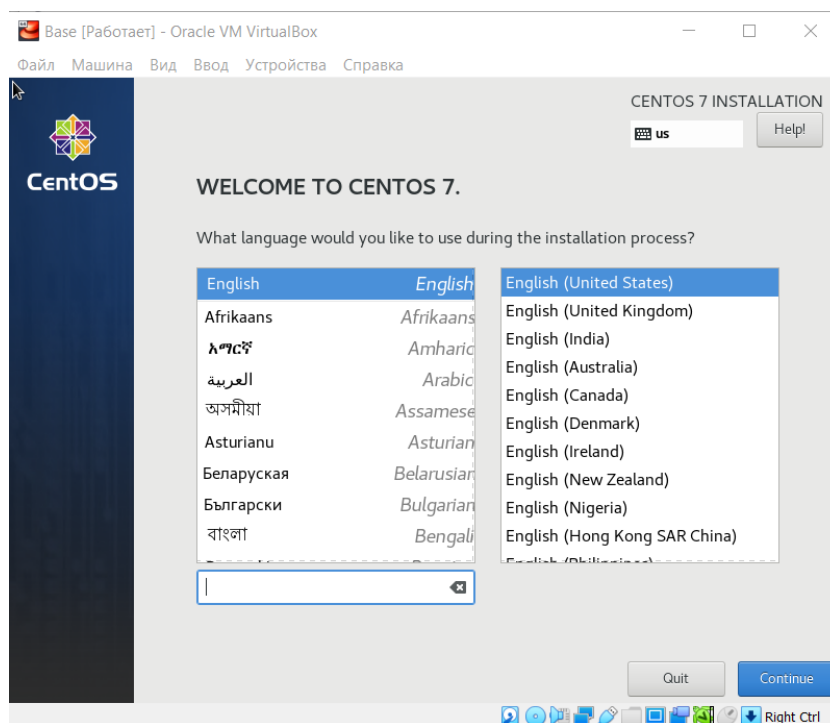 Base [Работает] - Oracle VM VirtualBox
Файл Машина Вид Ввод Устройства Справка
CENTOS 7 INSTALLATION
us
Help!
CentOS
WELCOME TO CENTOS 7.
What language would you like to use during the installation process?
English English
Afrikaans Afrikaans
አማርኛ Amharic
العربية Arabic
অসমীয়া Assamese
Asturianu Asturian
Беларуская Belarusian
Български Bulgarian
বাংলা Bengali
English (United States)
English (United Kingdom)
English (India)
English (Australia)
English (Canada)
English (Denmark)
English (Ireland)
English (New Zealand)
English (Nigeria)
English (Hong Kong SAR China)
English (Philippines)
Quit
Continue
Right Ctrl